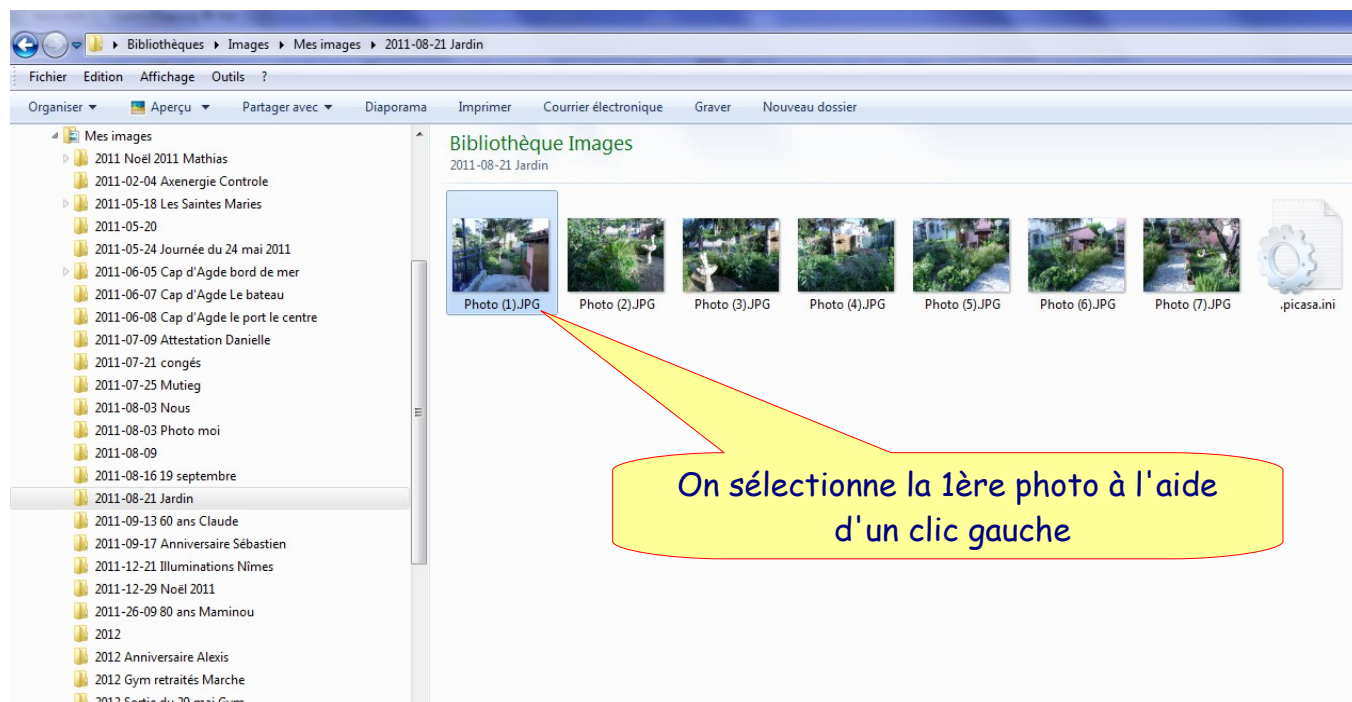 Bibliothèques ▸ Images ▸ Mes images ▸ 2011-08-21 Jardin
Fichier Edition Affichage Outils ?
Organiser Aperçu Partager avec Diaporama Imprimer Courrier électronique Graver Nouveau dossier
Mes images
2011 Noël 2011 Mathias
2011-02-04 Axenergie Controle
2011-05-18 Les Saintes Maries
2011-05-20
2011-05-24 Journée du 24 mai 2011
2011-06-05 Cap d'Agde bord de mer
2011-06-07 Cap d'Agde Le bateau
2011-06-08 Cap d'Agde le port le centre
2011-07-09 Attestation Danielle
2011-07-21 congés
2011-07-25 Mutieg
2011-08-03 Nous
2011-08-03 Photo moi
2011-08-09
2011-08-16 19 septembre
2011-08-21 Jardin
2011-09-13 60 ans Claude
2011-09-17 Anniversaire Sébastien
2011-12-21 Illuminations Nîmes
2011-12-29 Noël 2011
2011-26-09 80 ans Maminou
2012
2012 Anniversaire Alexis
2012 Gym retraités Marche
2012 Sortie du 29 mai Gym
Bibliothèque Images
2011-08-21 Jardin
Photo (1).JPG Photo (2).JPG Photo (3).JPG Photo (4).JPG Photo (5).JPG Photo (6).JPG Photo (7).JPG .picasa.ini
On sélectionne la 1ère photo à l'aide
d'un clic gauche